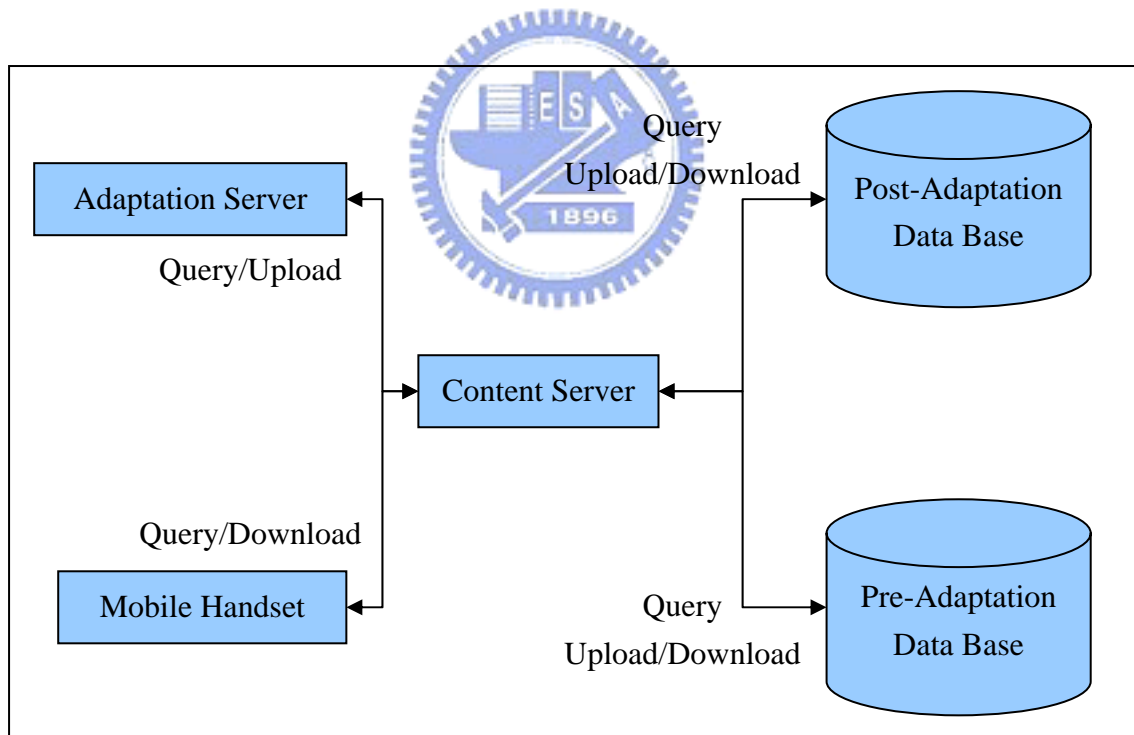 E S A
1896
Adaptation Server
Query/Upload
Query
Upload/Download
Post-Adaptation
Data Base
Content Server
Query/Download
Mobile Handset
Query
Upload/Download
Pre-Adaptation
Data Base